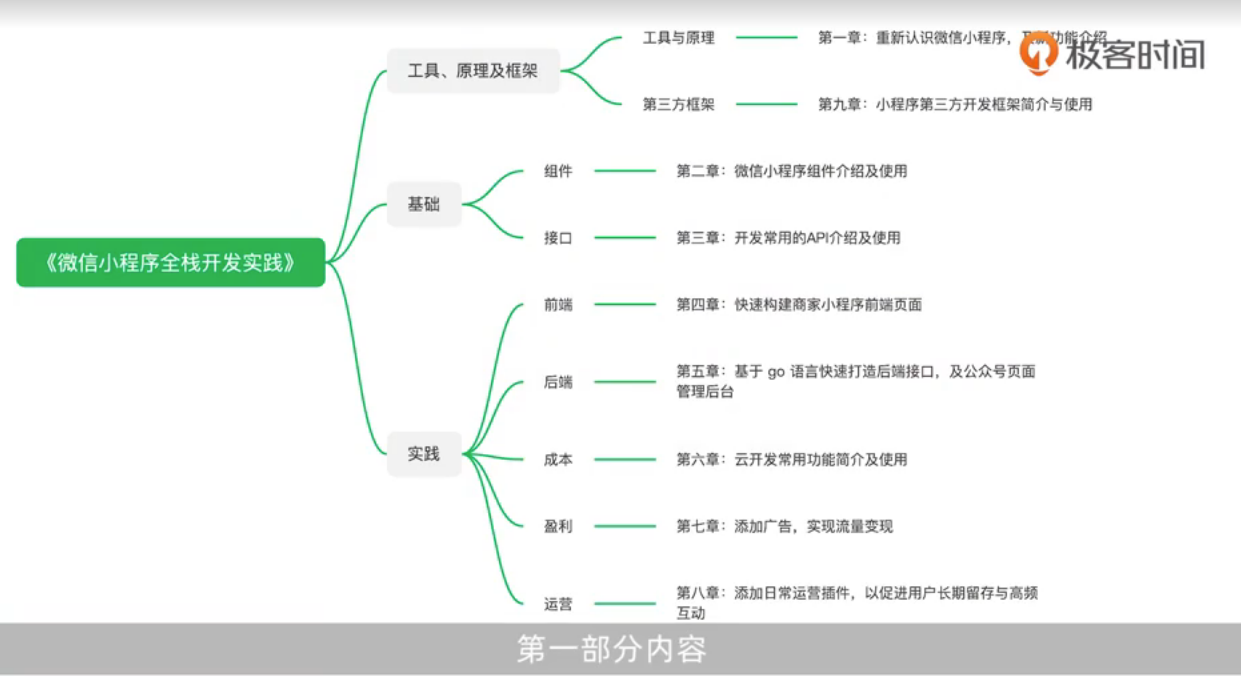 工具与原理
第一章：重新认识微信小程序，及新功能介绍
极客时间
工具、原理及框架
第三方框架
第九章：小程序第三方开发框架简介与使用
组件
第二章：微信小程序组件介绍及使用
基础
接口
第三章：开发常用的API介绍及使用
《微信小程序全栈开发实践》
前端
第四章：快速构建商家小程序前端页面
后端
第五章：基于 go 语言快速打造后端接口，及公众号页面
管理后台
实践
成本
第六章：云开发常用功能简介及使用
盈利
第七章：添加广告，实现流量变现
运营
第八章：添加日常运营插件，以促进用户长期留存与高频
互动
第一部分内容